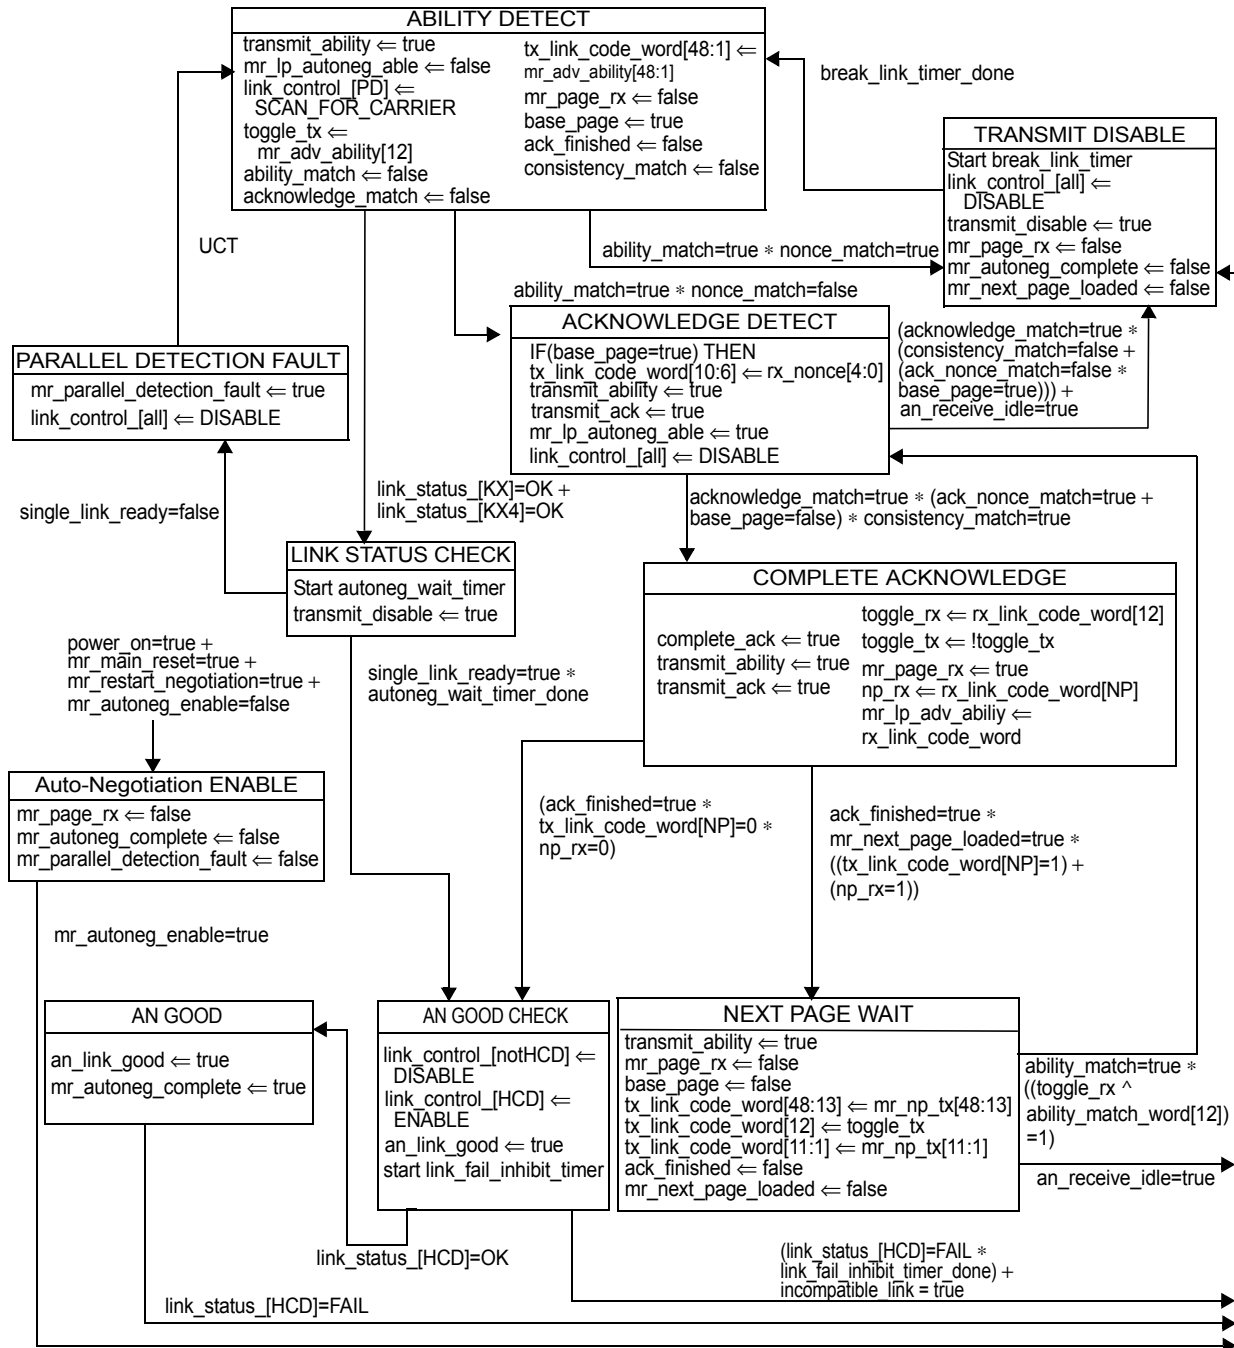 ABILITY DETECT
transmit_ability ⇐ true
mr_lp_autoneg_able ⇐ false
link_control_[PD] ⇐
SCAN_FOR_CARRIER
toggle_tx ⇐
mr_adv_ability[12]
ability_match ⇐ false
acknowledge_match ⇐ false
tx_link_code_word[48:1] ⇐
mr_adv_ability[48:1]
mr_page_rx ⇐ false
base_page ⇐ true
ack_finished ⇐ false
consistency_match ⇐ false
break_link_timer_done
TRANSMIT DISABLE
Start break_link_timer
link_control_[all] ⇐
DISABLE
transmit_disable ⇐ true
mr_page_rx ⇐ false
mr_autoneg_complete ⇐ false
mr_next_page_loaded ⇐ false
UCT
ability_match=true * nonce_match=true
ability_match=true * nonce_match=false
ACKNOWLEDGE DETECT
IF(base_page=true) THEN
tx_link_code_word[10:6] ⇐ rx_nonce[4:0]
transmit_ability ⇐ true
transmit_ack ⇐ true
mr_lp_autoneg_able ⇐ true
link_control_[all] ⇐ DISABLE
(acknowledge_match=true *
(consistency_match=false +
(ack_nonce_match=false *
base_page=true))) +
an_receive_idle=true
PARALLEL DETECTION FAULT
mr_parallel_detection_fault ⇐ true
link_control_[all] ⇐ DISABLE
single_link_ready=false
link_status_[KX]=OK +
link_status_[KX4]=OK
acknowledge_match=true * (ack_nonce_match=true +
base_page=false) * consistency_match=true
LINK STATUS CHECK
Start autoneg_wait_timer
transmit_disable ⇐ true
COMPLETE ACKNOWLEDGE
complete_ack ⇐ true
transmit_ability ⇐ true
transmit_ack ⇐ true
toggle_rx ⇐ rx_link_code_word[12]
toggle_tx ⇐ !toggle_tx
mr_page_rx ⇐ true
np_rx ⇐ rx_link_code_word[NP]
mr_lp_adv_abiliy ⇐
rx_link_code_word
power_on=true +
mr_main_reset=true +
mr_restart_negotiation=true +
mr_autoneg_enable=false
single_link_ready=true *
autoneg_wait_timer_done
Auto-Negotiation ENABLE
mr_page_rx ⇐ false
mr_autoneg_complete ⇐ false
mr_parallel_detection_fault ⇐ false
(ack_finished=true *
tx_link_code_word[NP]=0 *
np_rx=0)
ack_finished=true *
mr_next_page_loaded=true *
((tx_link_code_word[NP]=1) +
(np_rx=1))
mr_autoneg_enable=true
AN GOOD
an_link_good ⇐ true
mr_autoneg_complete ⇐ true
AN GOOD CHECK
link_control_[notHCD] ⇐
DISABLE
link_control_[HCD] ⇐
ENABLE
an_link_good ⇐ true
start link_fail_inhibit_timer
NEXT PAGE WAIT
transmit_ability ⇐ true
mr_page_rx ⇐ false
base_page ⇐ false
tx_link_code_word[48:13] ⇐ mr_np_tx[48:13]
tx_link_code_word[12] ⇐ toggle_tx
tx_link_code_word[11:1] ⇐ mr_np_tx[11:1]
ack_finished ⇐ false
mr_next_page_loaded ⇐ false
ability_match=true *
((toggle_rx ^
ability_match_word[12])
=1)
an_receive_idle=true
link_status_[HCD]=OK
(link_status_[HCD]=FAIL *
link_fail_inhibit_timer_done) +
incompatible_link = true
link_status_[HCD]=FAIL